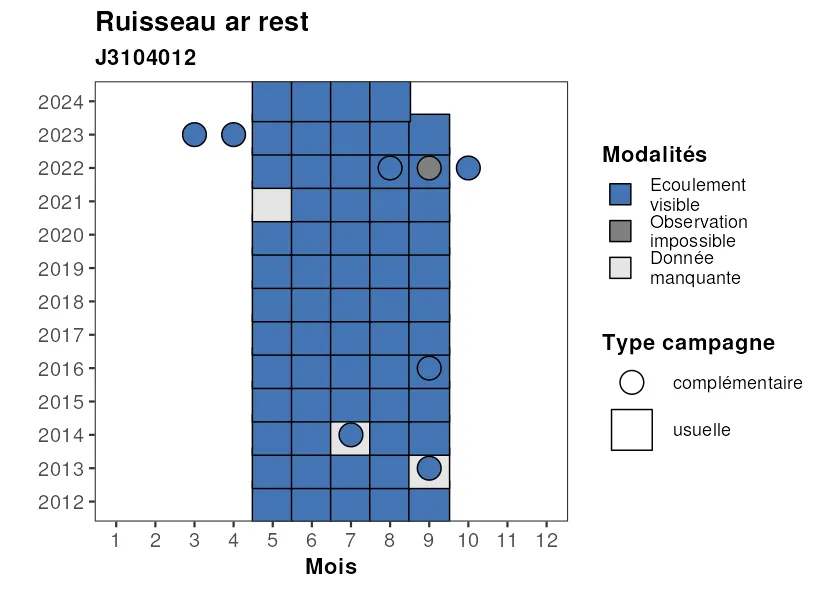 Ruisseau ar rest
J3104012
2024
2023
2022
2021
2020
2019
2018
2017
2016
2015
2014
2013
2012
1 2 3 4 5 6 7 8 9 10 11 12
Mois
Modalités
Ecoulement
visible
Observation
impossible
Donnée
manquante
Type campagne
complémentaire
usuelle